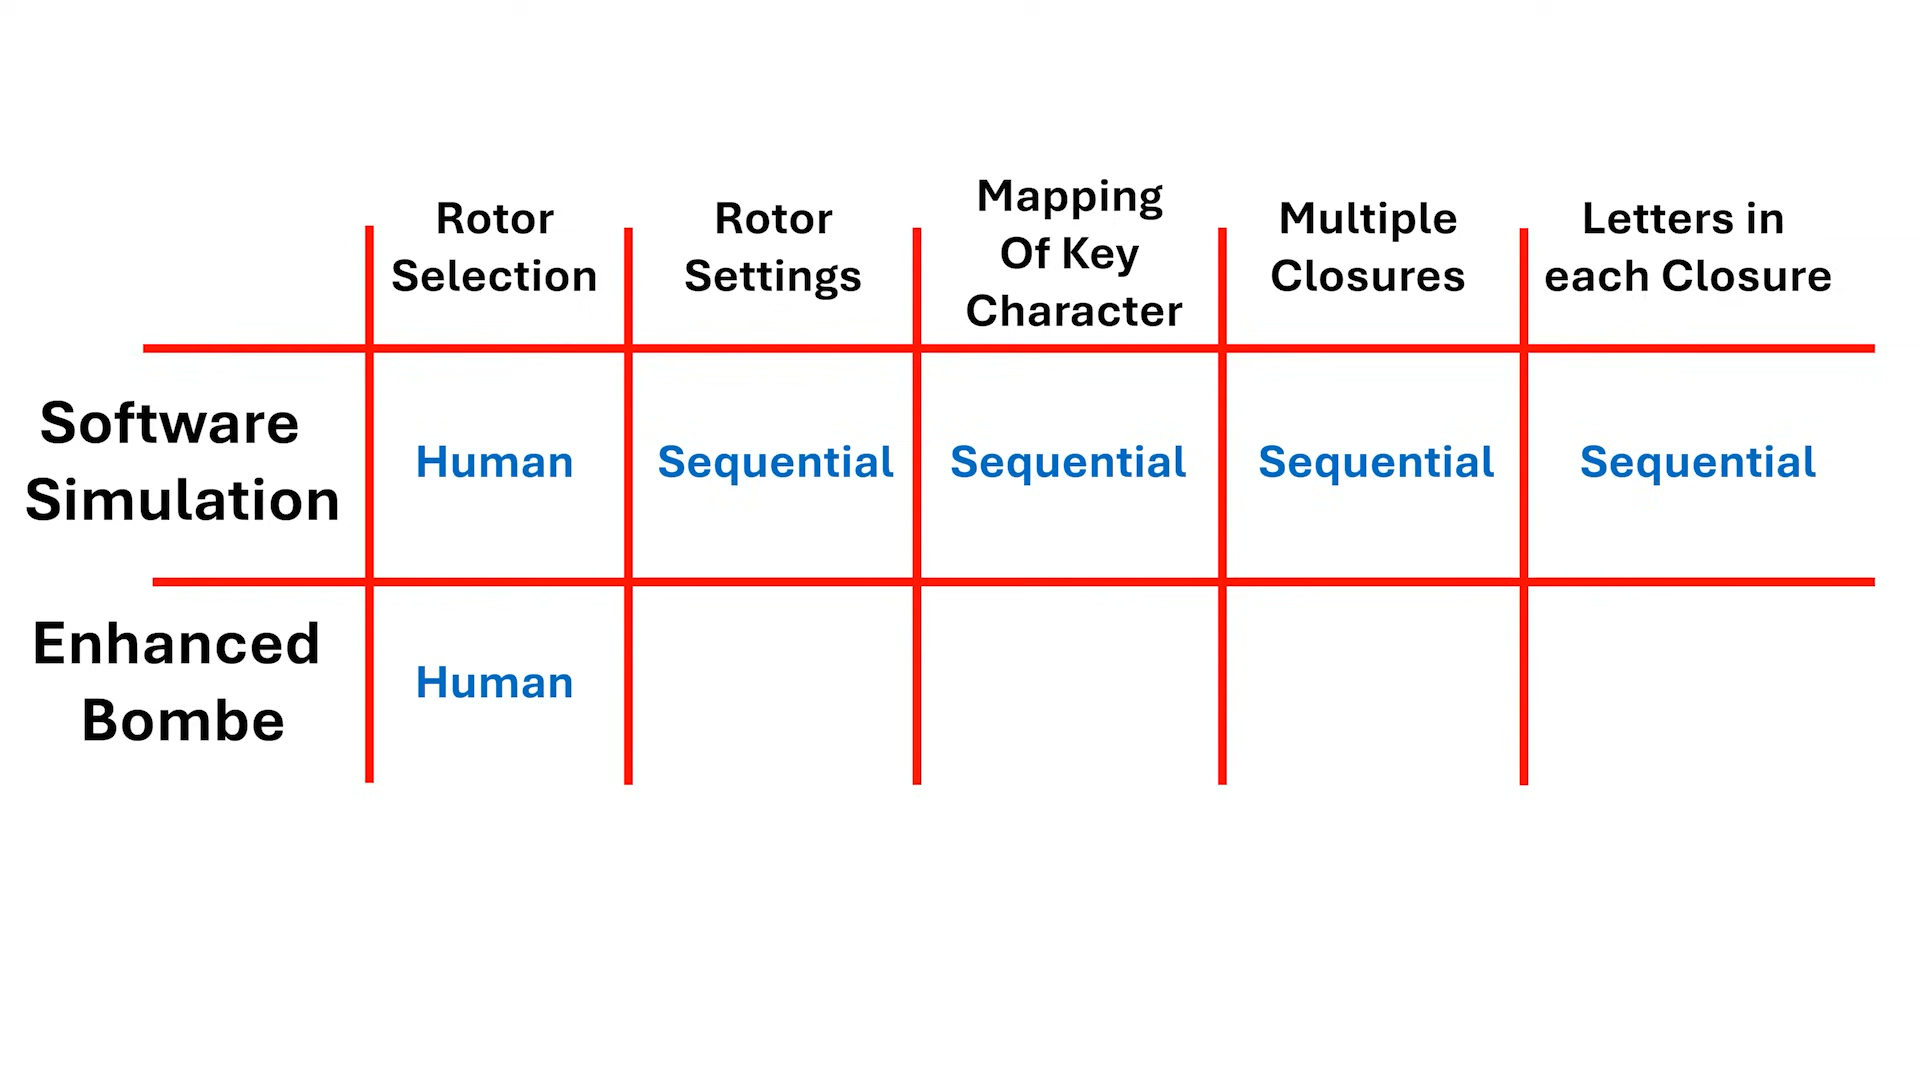 Rotor
Selection
Rotor
Settings
Mapping
Of Key
Character
Multiple
Closures
Letters in
each Closure
Software
Simulation
Human
Sequential
Sequential
Sequential
Sequential
Enhanced
Bombe
Human